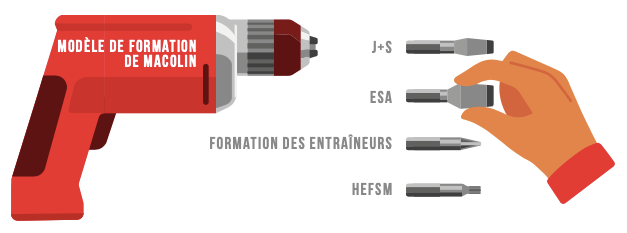 MODÈLE DE FORMATION
DE MACOLIN
J+S
ESA
FORMATION DES ENTRAÎNEURS
HEFSM